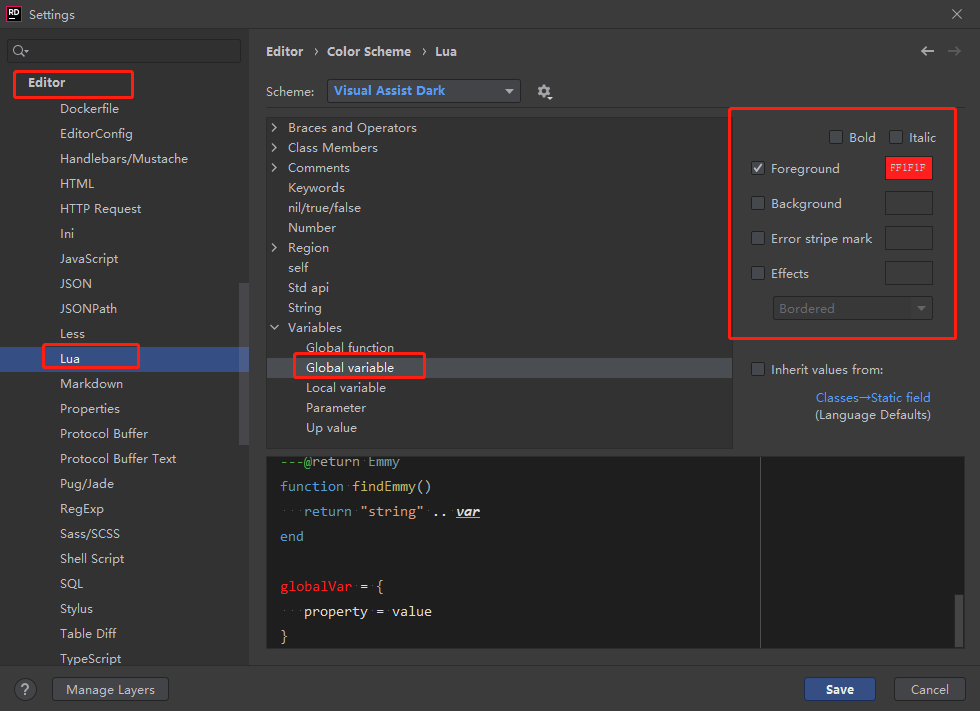 RD Settings
Editor › Color Scheme › Lua
Scheme: Visual Assist Dark
Editor
Dockerfile
EditorConfig
Handlebars/Mustache
HTML
HTTP Request
Ini
JavaScript
JSON
JSONPath
Less
Lua
Markdown
Properties
Protocol Buffer
Protocol Buffer Text
Pug/Jade
RegExp
Sass/SCSS
Shell Script
SQL
Stylus
Table Diff
TypeScript
Braces and Operators
Class Members
Comments
Keywords
nil/true/false
Number
Region
self
Std api
String
Variables
Global function
Global variable
Local variable
Parameter
Up value
Bold Italic
Foreground FF1F1F
Background
Error stripe mark
Effects
Bordered
Inherit values from:
Classes→Static field
(Language Defaults)
---@return Emmy
function findEmmy()
return "string" .. var
end
globalVar = {
property = value
}
? Manage Layers Save Cancel